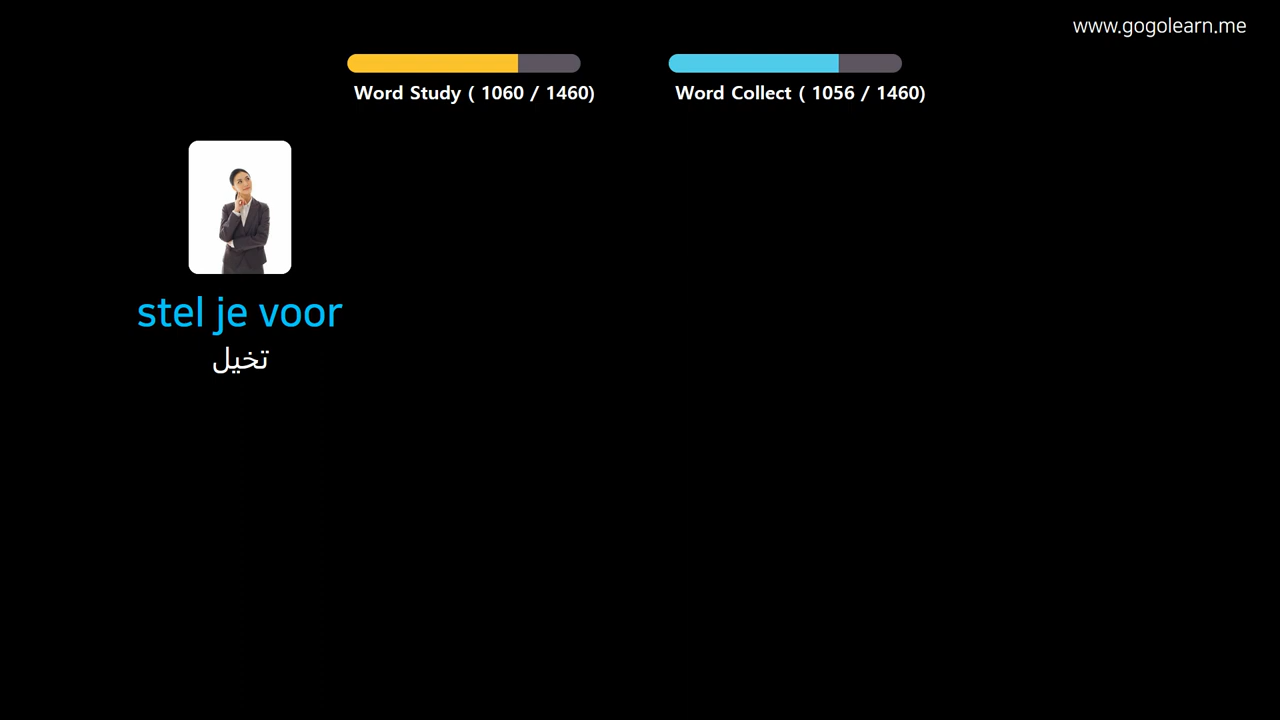 www.gogolearn.me
Word Study ( 1060 / 1460)
Word Collect ( 1056 / 1460)
stel je voor
تخيل